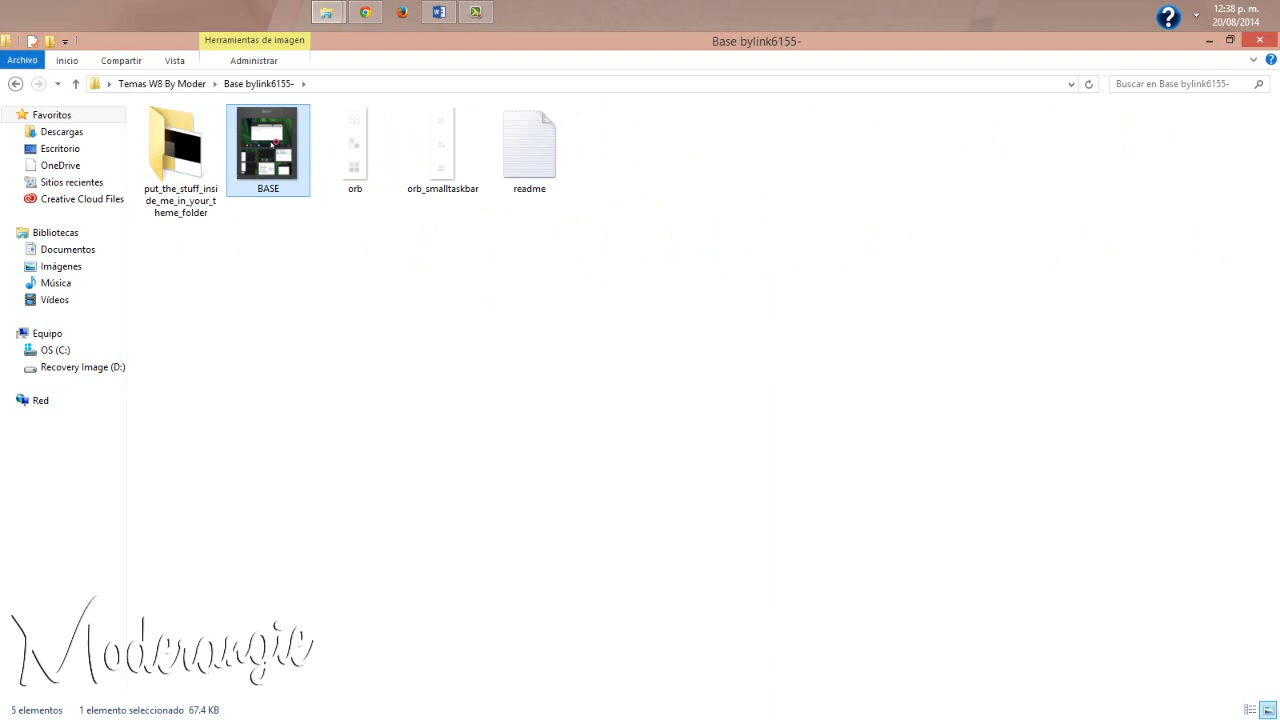 12:38 p. m.
20/08/2014
Herramientas de imagen
Base bylink6155-
Archivo
Inicio
Compartir
Vista
Administrar
Temas W8 By Moder
Base bylink6155-
Buscar en Base bylink6155-
Favoritos
Descargas
Escritorio
OneDrive
Sitios recientes
Creative Cloud Files
Bibliotecas
Documentos
Imágenes
Música
Vídeos
Equipo
OS (C:)
Recovery Image (D:)
Red
put_the_stuff_insi
de_me_in_your_t
heme_folder
BASE
orb
orb_smalltaskbar
readme
Moderangie
5 elementos
1 elemento seleccionado 67.4 KB